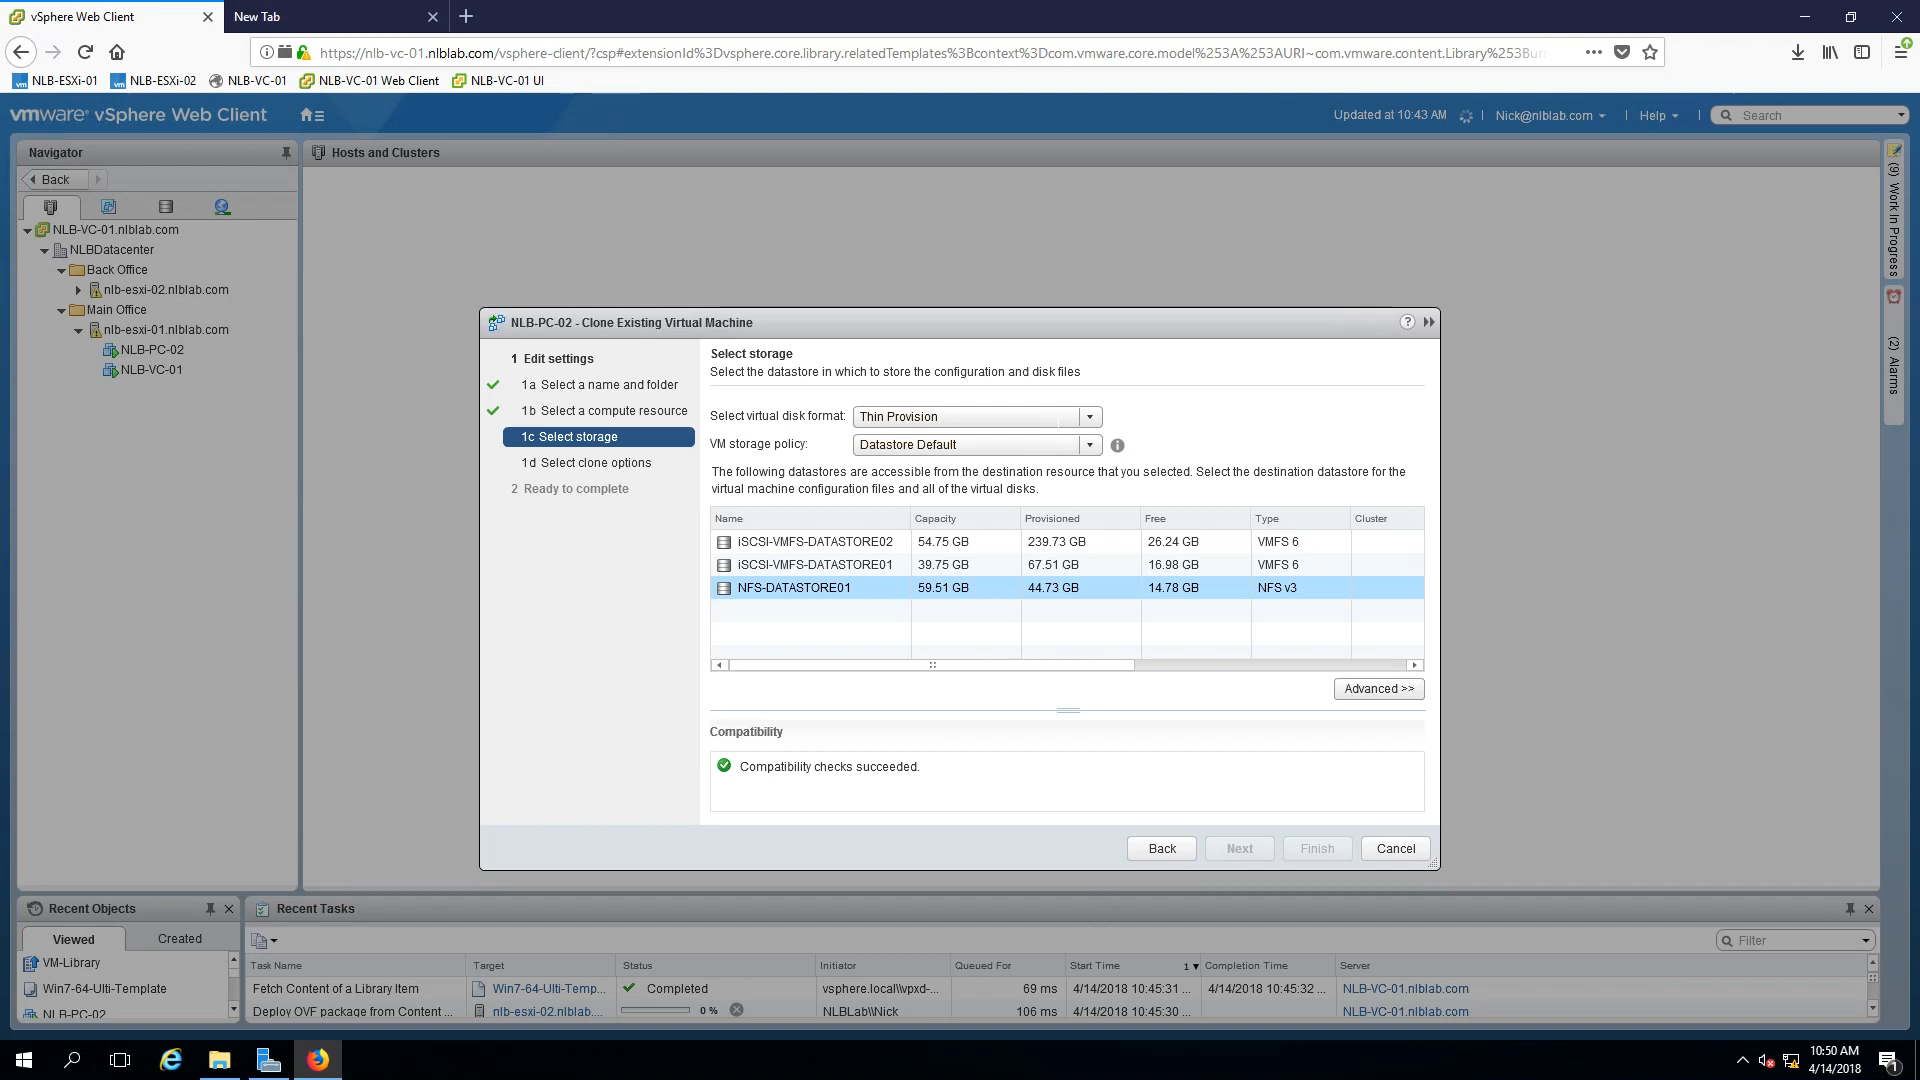 vSphere Web Client
New Tab
https://nlb-vc-01.nlblab.com/vsphere-client/?csp#extensionId%3Dvsphere.core.library.relatedTemplates%3Bcontext%3Dcom.vmware.core.model%253A%253AURI~com.vmware.content.Library%253Bur
NLB-ESXi-01
NLB-ESXi-02
NLB-VC-01
NLB-VC-01 Web Client
NLB-VC-01 UI
vmware vSphere Web Client
Updated at 10:43 AM
Nick@nlblab.com
Help
Search
Navigator
Back
Hosts and Clusters
NLB-VC-01.nlblab.com
NLBDatacenter
Back Office
nlb-esxi-02.nlblab.com
Main Office
nlb-esxi-01.nlblab.com
NLB-PC-02
NLB-VC-01
(9) Work In Progress
(2) Alarms
NLB-PC-02 - Clone Existing Virtual Machine
1 Edit settings
1a Select a name and folder
1b Select a compute resource
1c Select storage
1d Select clone options
2 Ready to complete
Select storage
Select the datastore in which to store the configuration and disk files
Select virtual disk format: Thin Provision
VM storage policy: Datastore Default
The following datastores are accessible from the destination resource that you selected. Select the destination datastore for the
virtual machine configuration files and all of the virtual disks.
Name Capacity Provisioned Free Type Cluster
iSCSI-VMFS-DATASTORE02 54.75 GB 239.73 GB 26.24 GB VMFS 6
iSCSI-VMFS-DATASTORE01 39.75 GB 67.51 GB 16.98 GB VMFS 6
NFS-DATASTORE01 59.51 GB 44.73 GB 14.78 GB NFS v3
Advanced >>
Compatibility
Compatibility checks succeeded.
Back
Next
Finish
Cancel
Recent Objects
Viewed
Created
VM-Library
Win7-64-Ulti-Template
NLB-PC-02
Recent Tasks
Filter
Task Name Target Status Initiator Queued For Start Time 1 Completion Time Server
Fetch Content of a Library Item Win7-64-Ulti-Temp... Completed vsphere.local\\vpxd-... 69 ms 4/14/2018 10:45:31 ... 4/14/2018 10:45:32 ... NLB-VC-01.nlblab.com
Deploy OVF package from Content ... nlb-esxi-02.nlblab.... 0 % NLBLab\\Nick 106 ms 4/14/2018 10:45:30 ... NLB-VC-01.nlblab.com
10:50 AM
4/14/2018
1